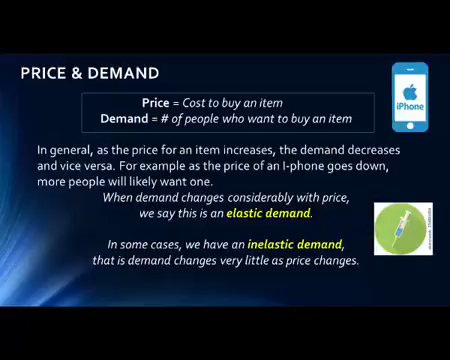 PRICE & DEMAND
Price = Cost to buy an item
Demand = # of people who want to buy an item
iPhone
In general, as the price for an item increases, the demand decreases
and vice versa. For example as the price of an I-phone goes down,
more people will likely want one.
When demand changes considerably with price,
we say this is an elastic demand.
In some cases, we have an inelastic demand,
that is demand changes very little as price changes.